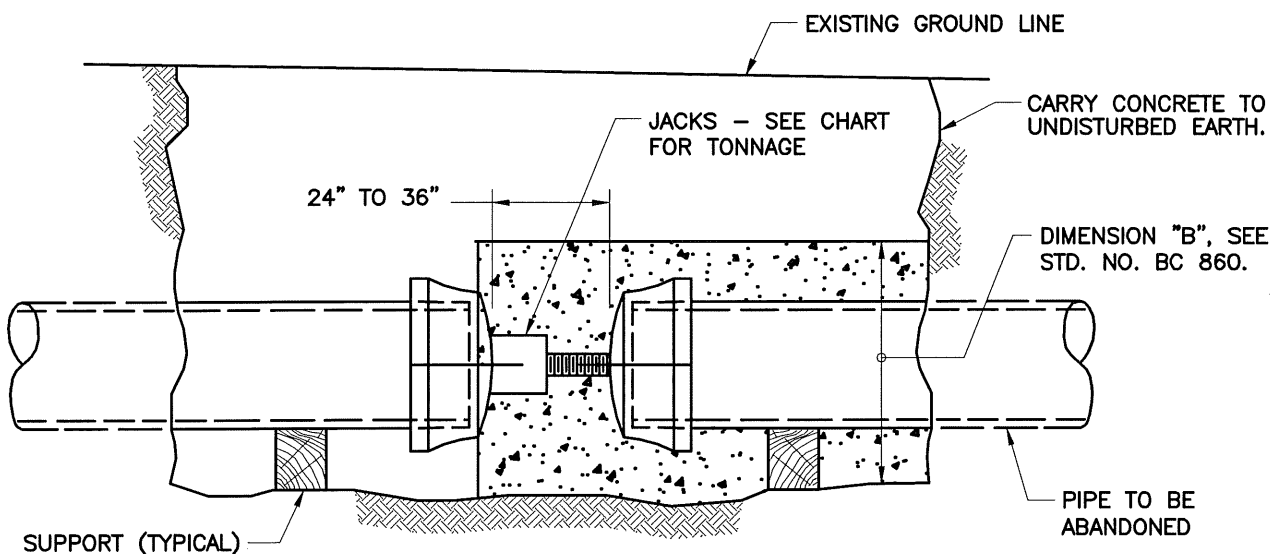 EXISTING GROUND LINE
CARRY CONCRETE TO
UNDISTURBED EARTH.
JACKS – SEE CHART
FOR TONNAGE
24" TO 36"
DIMENSION "B", SEE
STD. NO. BC 860.
PIPE TO BE
ABANDONED
SUPPORT (TYPICAL)